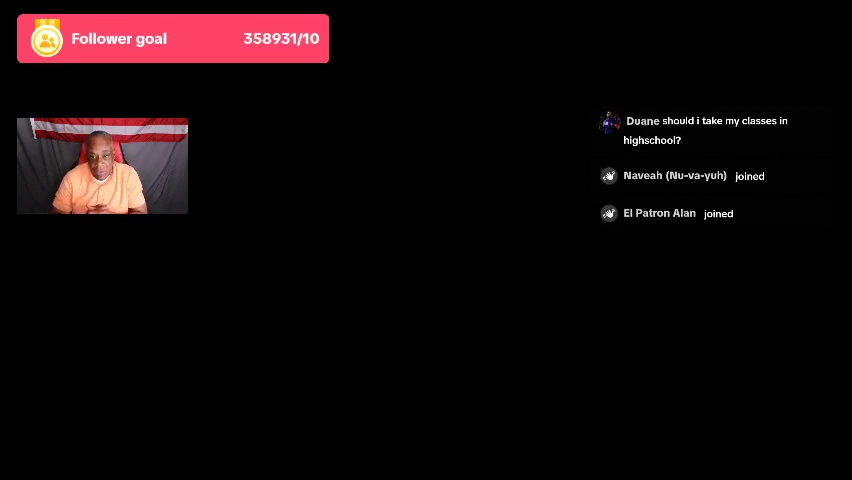 Follower goal 358931/10
Duane should i take my classes in
highschool?
Naveah (Nu-va-yuh) joined
El Patron Alan joined